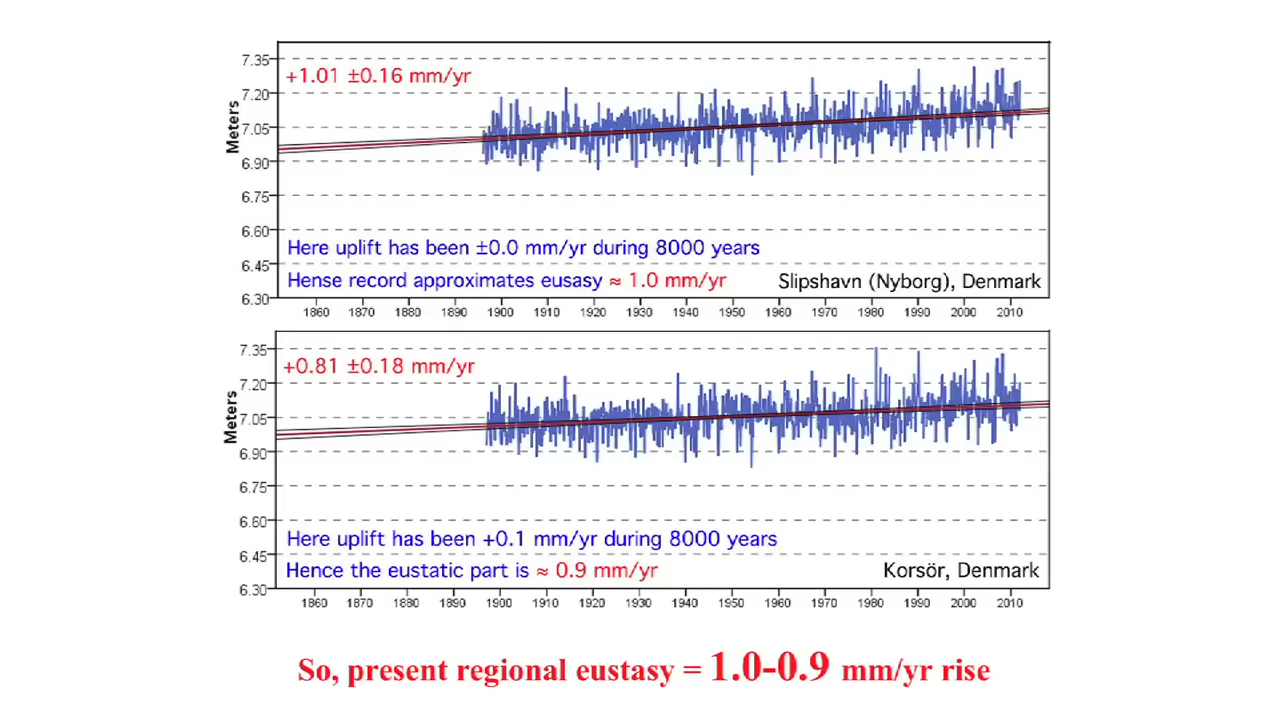 7.35
+1.01 ±0.16 mm/yr
7.20
Meters
7.05
6.90
6.75
6.60
Here uplift has been ±0.0 mm/yr during 8000 years
6.45
Hense record approximates eusasy ≈ 1.0 mm/yr
Slipshavn (Nyborg), Denmark
6.30
1860 1870 1880 1890 1900 1910 1920 1930 1940 1950 1960 1970 1980 1990 2000 2010
7.35
+0.81 ±0.18 mm/yr
7.20
Meters
7.05
6.90
6.75
6.60
Here uplift has been +0.1 mm/yr during 8000 years
6.45
Hence the eustatic part is ≈ 0.9 mm/yr
Korsör, Denmark
6.30
1860 1870 1880 1890 1900 1910 1920 1930 1940 1950 1960 1970 1980 1990 2000 2010
So, present regional eustasy = 1.0-0.9 mm/yr rise